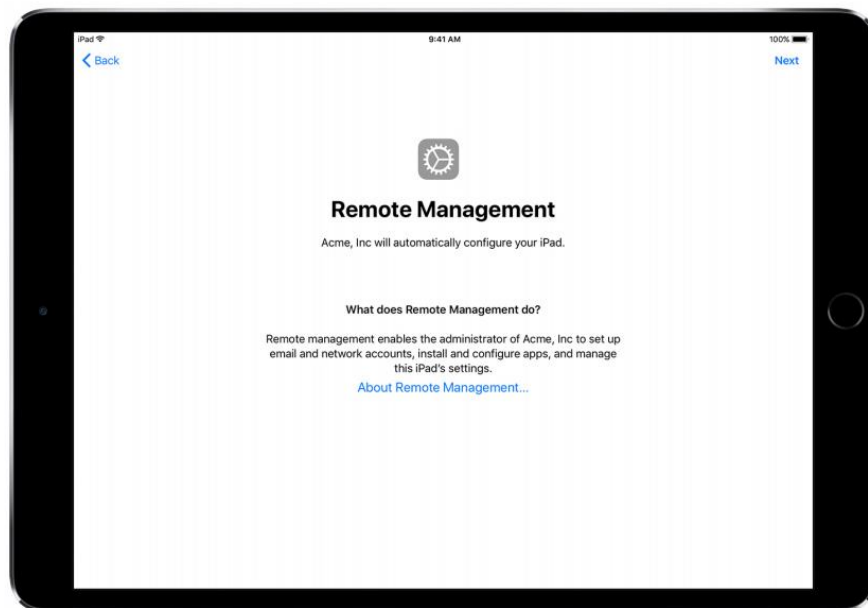 iPad 9:41 AM 100%
Back Next
Remote Management
Acme, Inc will automatically configure your iPad.
What does Remote Management do?
Remote management enables the administrator of Acme, Inc to set up
email and network accounts, install and configure apps, and manage
this iPad's settings.
About Remote Management...